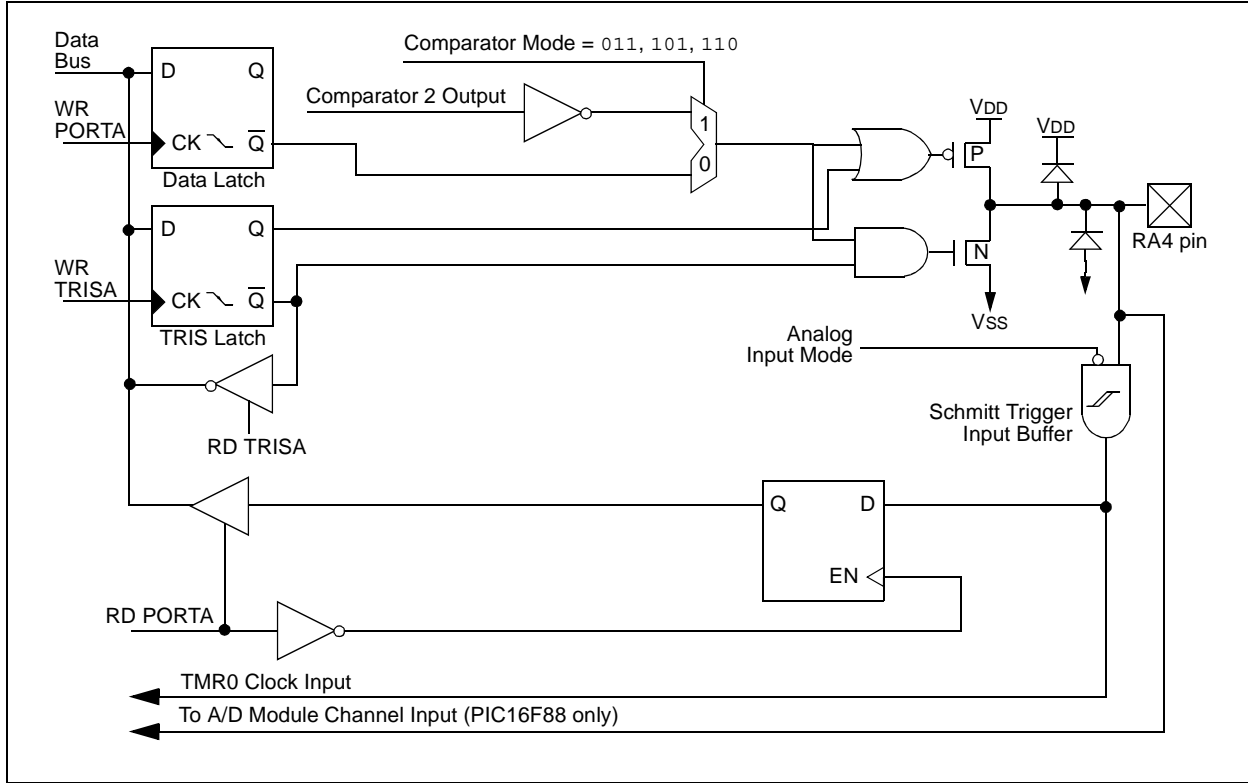 Data
Bus
Comparator Mode = 011, 101, 110
D
Q
WR
PORTA
CK
Q
Data Latch
Comparator 2 Output
1
0
VDD
P
VDD
RA4 pin
D
Q
WR
TRISA
CK
Q
TRIS Latch
N
VSS
Analog
Input Mode
Schmitt Trigger
Input Buffer
RD TRISA
Q
D
EN
RD PORTA
TMR0 Clock Input
To A/D Module Channel Input (PIC16F88 only)